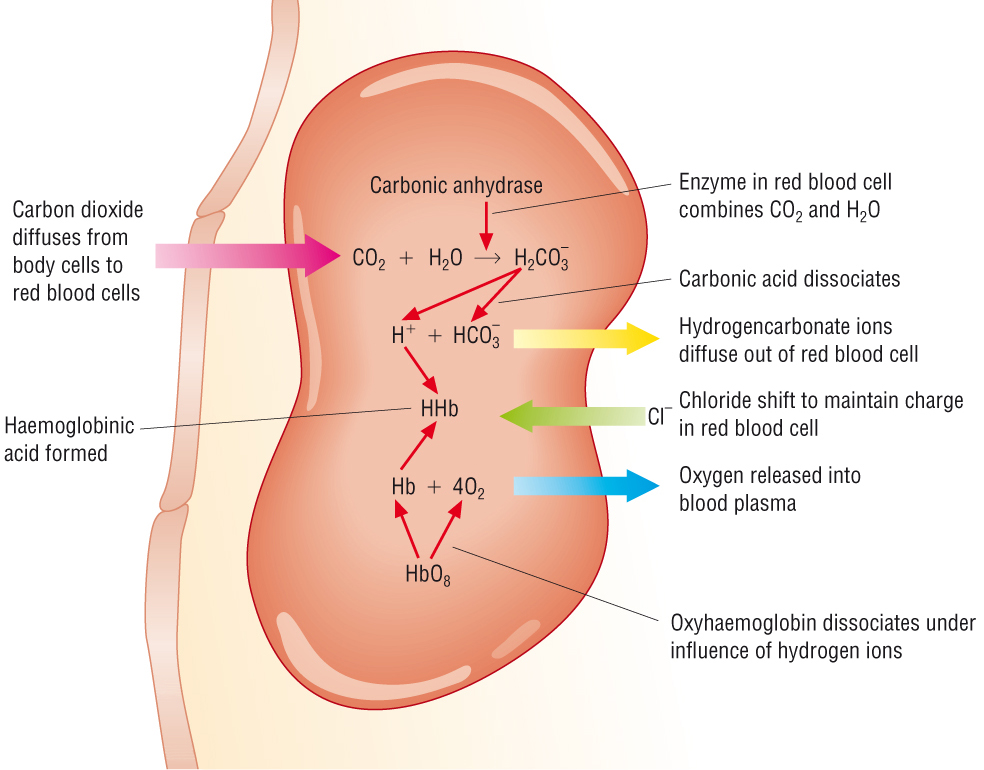 Carbonic anhydrase
Enzyme in red blood cell
combines CO₂ and H₂O
Carbon dioxide
diffuses from
body cells to
red blood cells
CO₂ + H₂O → H₂CO₃⁻
Carbonic acid dissociates
H⁺ + HCO₃⁻
Hydrogencarbonate ions
diffuse out of red blood cell
HHb
Cl⁻
Chloride shift to maintain charge
in red blood cell
Haemoglobinic
acid formed
Hb + 4O₂
Oxygen released into
blood plasma
HbO₈
Oxyhaemoglobin dissociates under
influence of hydrogen ions